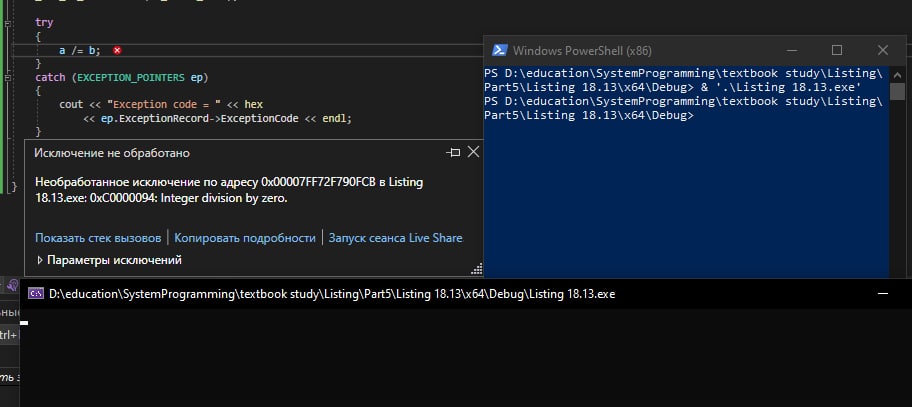 try
{
a /= b;
}
catch (EXCEPTION_POINTERS ep)
{
cout << "Exception code = " << hex
<< ep.ExceptionRecord->ExceptionCode << endl;
}
}
Исключение не обработано
Необработанное исключение по адресу 0x00007FF72F790FCB в Listing
18.13.exe: 0xC0000094: Integer division by zero.
Показать стек вызовов | Копировать подробности | Запуск сеанса Live Share
Параметры исключений
Windows PowerShell (x86)
PS D:\education\SystemProgramming\textbook study\Listing\
Part5\Listing 18.13\x64\Debug> & '.\Listing 18.13.exe'
PS D:\education\SystemProgramming\textbook study\Listing\
Part5\Listing 18.13\x64\Debug>
D:\education\SystemProgramming\textbook study\Listing\Part5\Listing 18.13\x64\Debug\Listing 18.13.exe